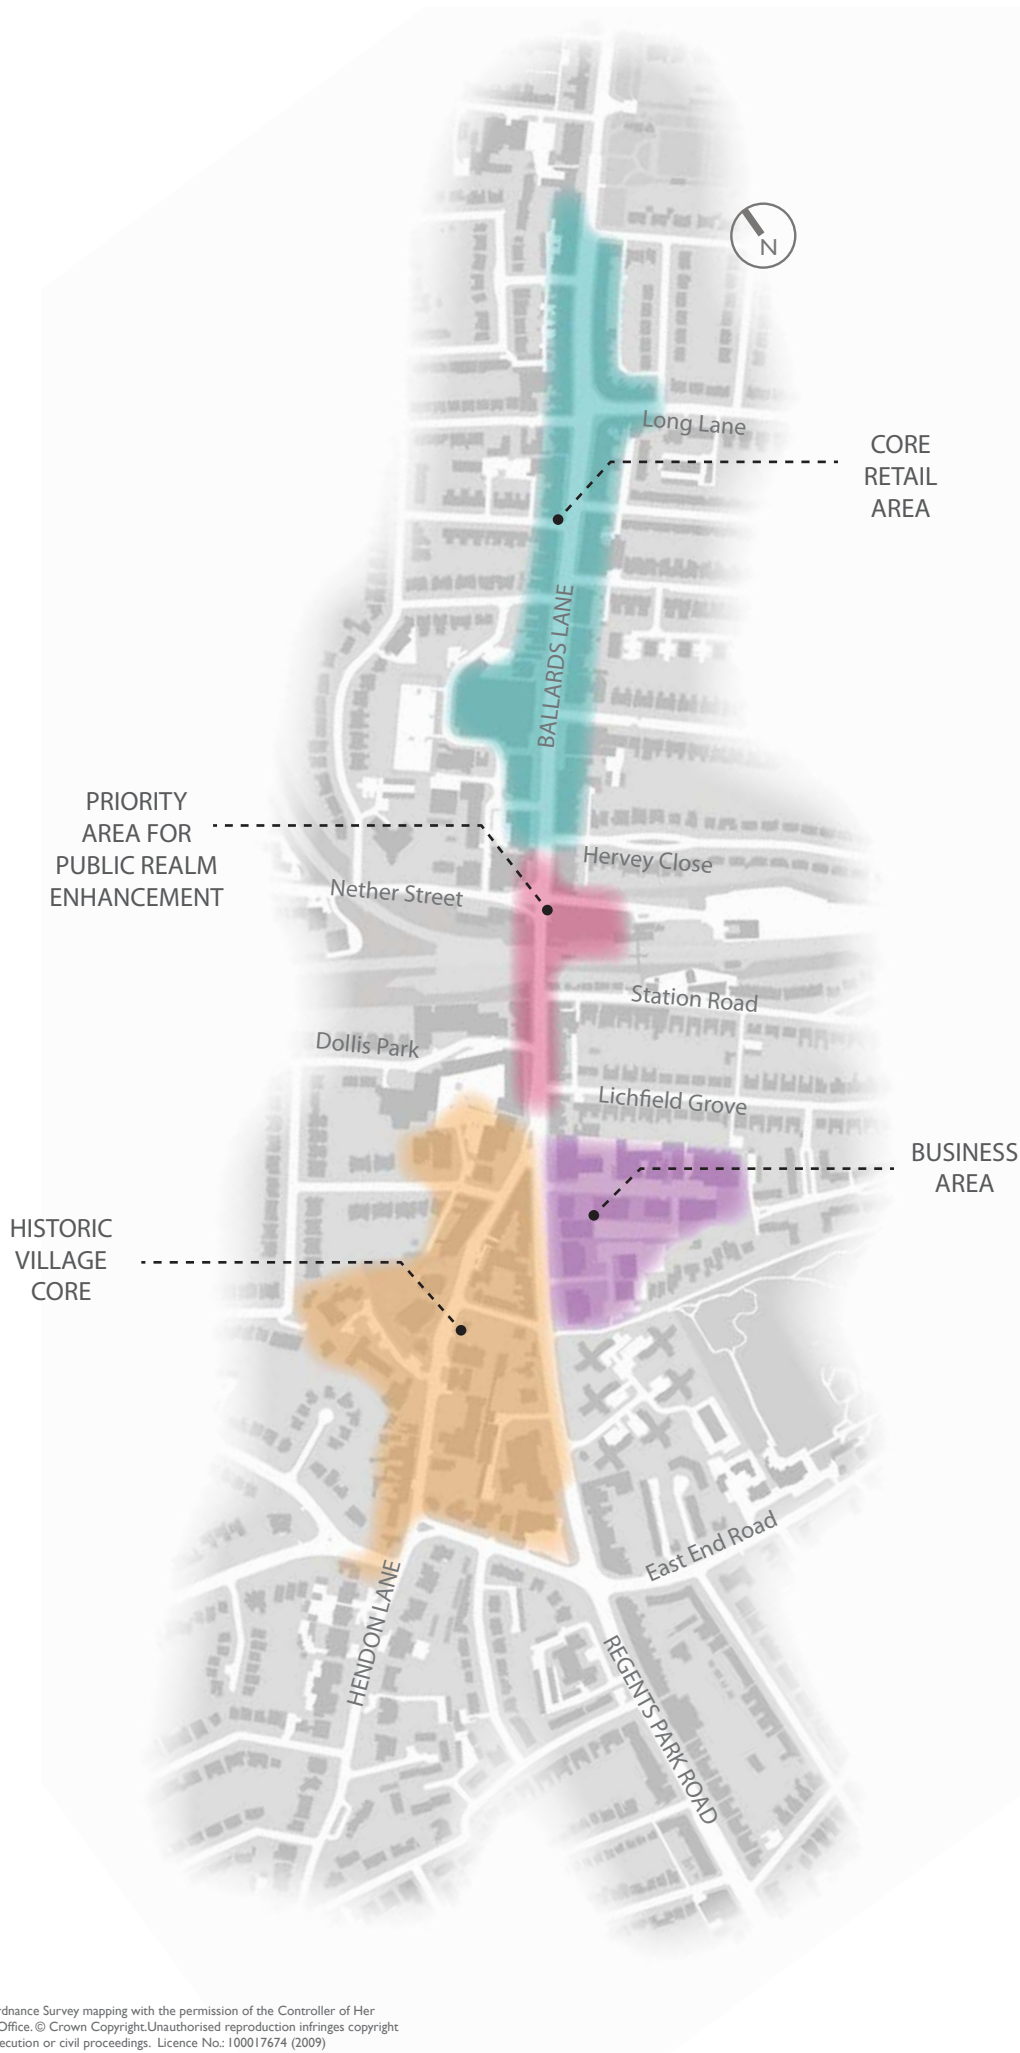 N
Long Lane
CORE
RETAIL
AREA
BALLARDS LANE
PRIORITY
AREA FOR
PUBLIC REALM
ENHANCEMENT
Hervey Close
Nether Street
Station Road
Dollis Park
Lichfield Grove
BUSINESS
AREA
HISTORIC
VILLAGE
CORE
East End Road
HENDON LANE
REGENTS PARK ROAD
rdnance Survey mapping with the permission of the Controller of Her
Office. © Crown Copyright.Unauthorised reproduction infringes copyright
ecution or civil proceedings. Licence No.: 100017674 (2009)